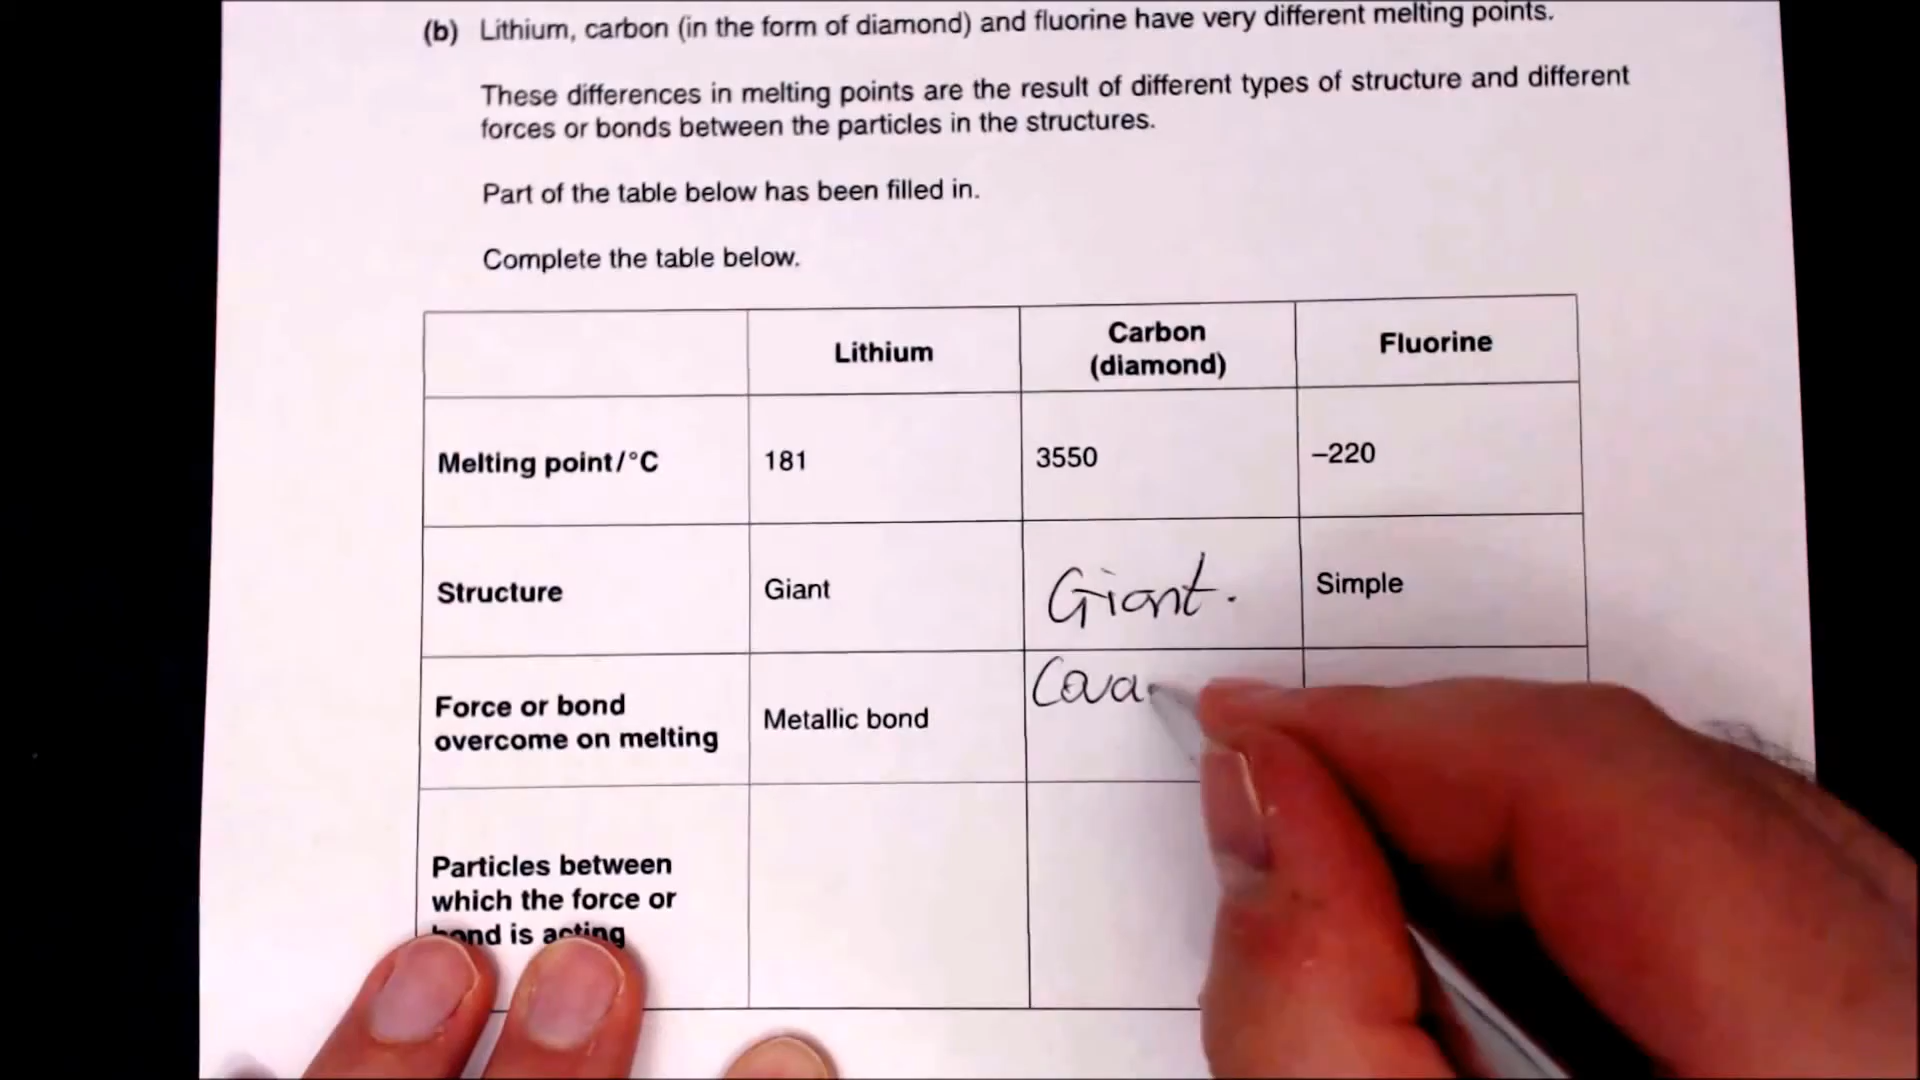 (b) Lithium, carbon (in the form of diamond) and fluorine have very different melting points.
These differences in melting points are the result of different types of structure and different
forces or bonds between the particles in the structures.
Part of the table below has been filled in.
Complete the table below.
Lithium
Carbon
(diamond)
Fluorine
Melting point/°C
181
3550
–220
Structure
Giant
Giant.
Simple
Force or bond
overcome on melting
Metallic bond
Cova
Particles between
which the force or
bond is acting